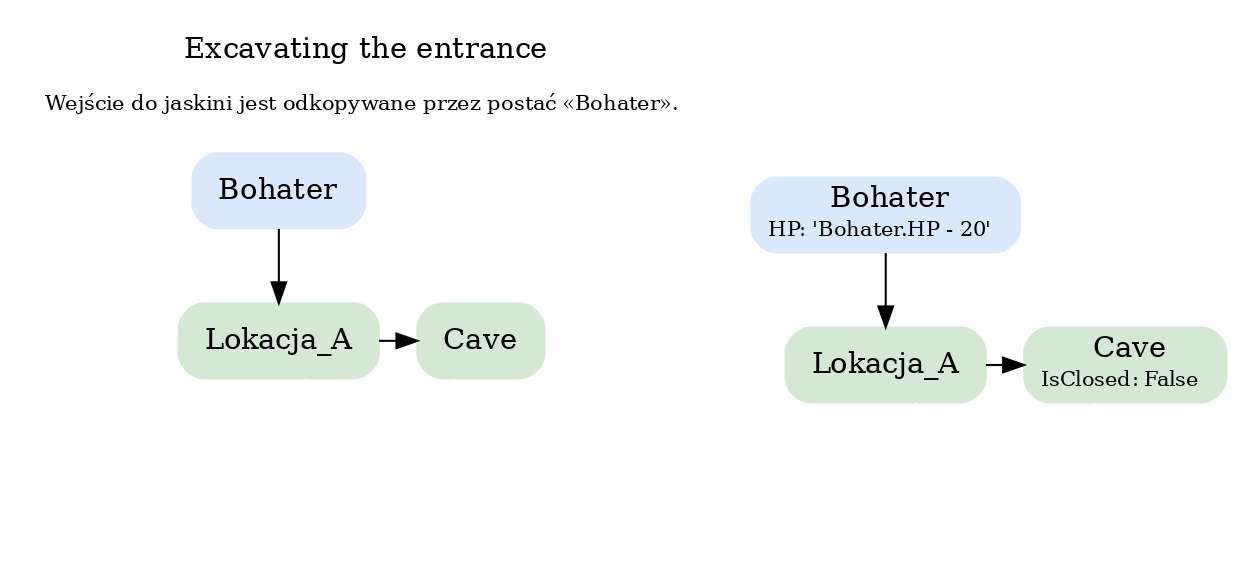 Excavating the entrance
Wejście do jaskini jest odkopywane przez postać «Bohater».
Bohater
Lokacja_A
Cave
Bohater
HP: 'Bohater.HP - 20'
Lokacja_A
Cave
IsClosed: False